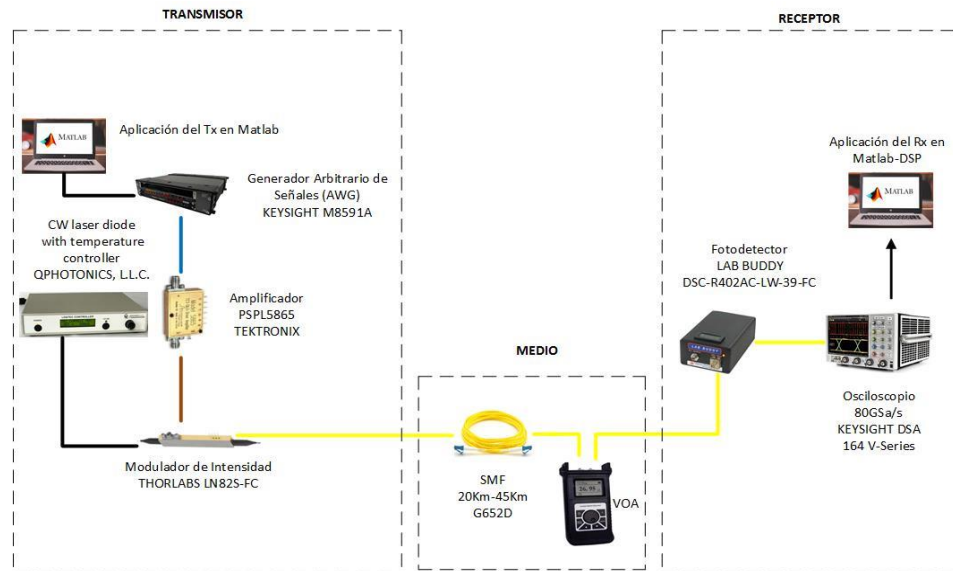 TRANSMISOR
MATLAB
Aplicación del Tx en Matlab
Generador Arbitrario de
Señales (AWG)
KEYSIGHT M8591A
CW laser diode
with temperature
controller
QPHOTONICS, L.L.C.
Amplificador
PSPL5865
TEKTRONIX
Modulador de Intensidad
THORLABS LN82S-FC
MEDIO
SMF
20Km-45Km
G652D
VOA
RECEPTOR
Aplicación del Rx en
Matlab-DSP
MATLAB
Fotodetector
LAB BUDDY
DSC-R402AC-LW-39-FC
LAB BUDDY
Osciloscopio
80GSa/s
KEYSIGHT DSA
164 V-Series